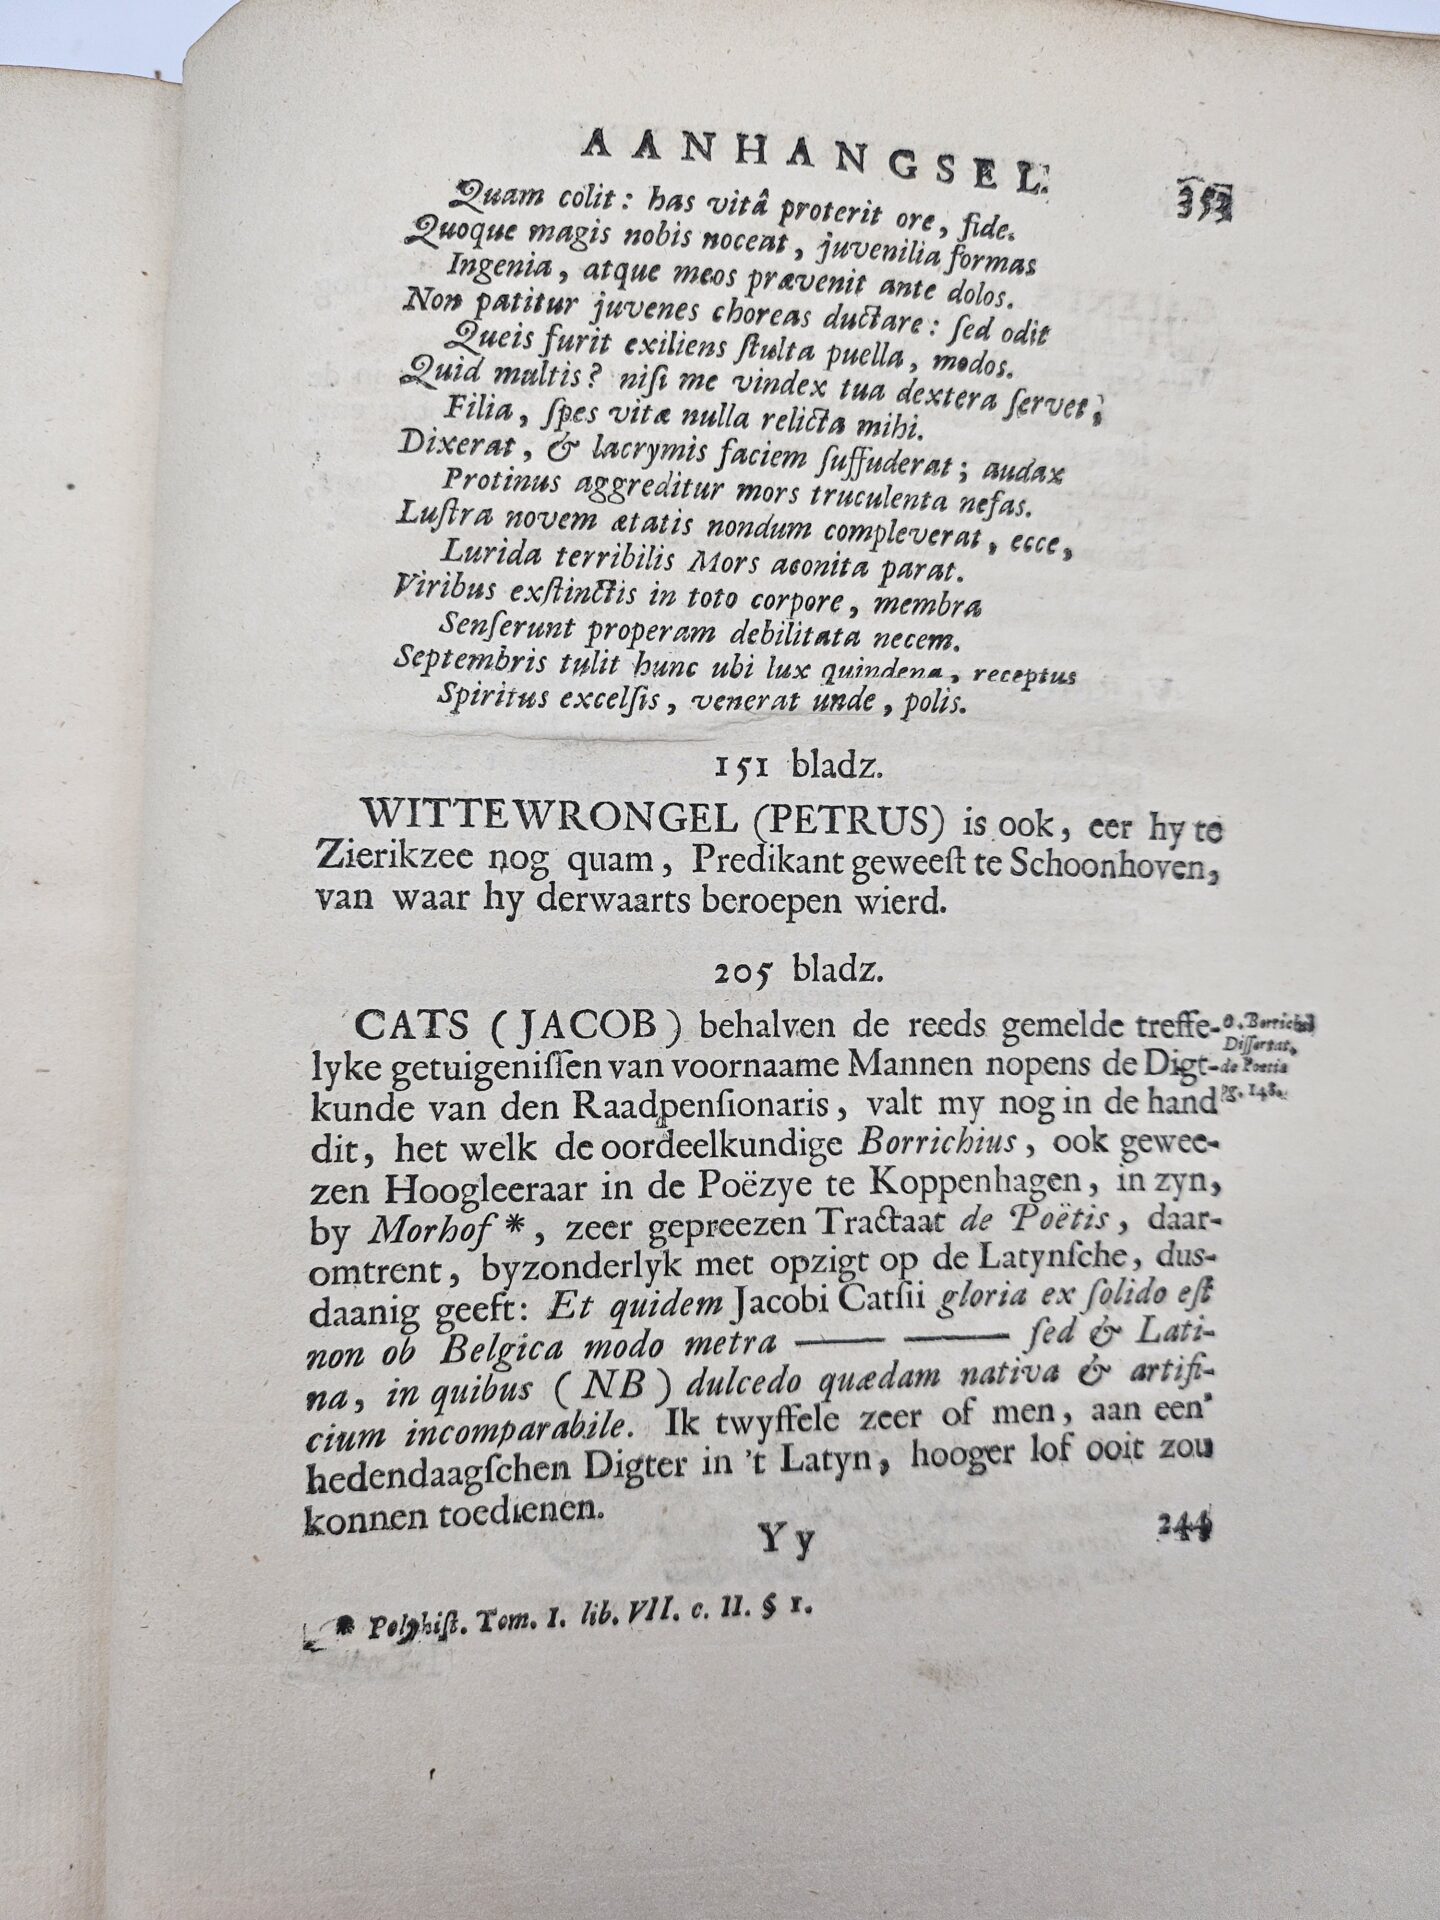 AANHANGSEL. 353
Quam colit: has vitâ proterit ore, fide.
Quoque magis nobis noceat, juvenilia formas
Ingenia, atque meos prævenit ante dolos.
Non patitur juvenes choreas ductare: ſed odit
Queis furit exiliens ſtulta puella, modos.
Quid multis? niſi me vindex tua dextera ſervet,
Filia, ſpes vitæ nulla relicta mihi.
Dixerat, & lacrymis faciem ſuffuderat; audax
Protinus aggreditur mors truculenta nefas.
Luſtra novem ætatis nondum compleverat, ecce,
Lurida terribilis Mors aconita parat.
Viribus exſtinctis in toto corpore, membra
Senſerunt properam debilitata necem.
Septembris tulit hunc ubi lux quindena, receptus
Spiritus excelſis, venerat unde, polis.
151 bladz.
WITTEWRONGEL (PETRUS) is ook, eer hy te
Zierikzee nog quam, Predikant geweeſt te Schoonhoven,
van waar hy derwaarts beroepen wierd.
205 bladz.
CATS (JACOB) behalven de reeds gemelde treffe-
lyke getuigeniſſen van voornaame Mannen nopens de Digt-
kunde van den Raadpenſionaris, valt my nog in de hand
dit, het welk de oordeelkundige Borrichius, ook gewee-
zen Hoogleeraar in de Poëzye te Koppenhagen, in zyn,
by Morhof *, zeer gepreezen Tractaat de Poëtis, daar-
omtrent, byzonderlyk met opzigt op de Latynſche, dus-
daanig geeft: Et quidem Jacobi Catſii gloria ex ſolido eſt
non ob Belgica modo metra —— —— ſed & Lati-
na, in quibus (NB) dulcedo quædam nativa & artifi-
cium incomparabile. Ik twyffele zeer of men, aan een
hedendaagſchen Digter in 't Latyn, hooger lof ooit zou
konnen toedienen.
O. Borrichii
Diſſertat.
de Poetis
pg. 148.
Yy 244
* Polyhiſt. Tom. I. lib. VII. c. II. § 1.